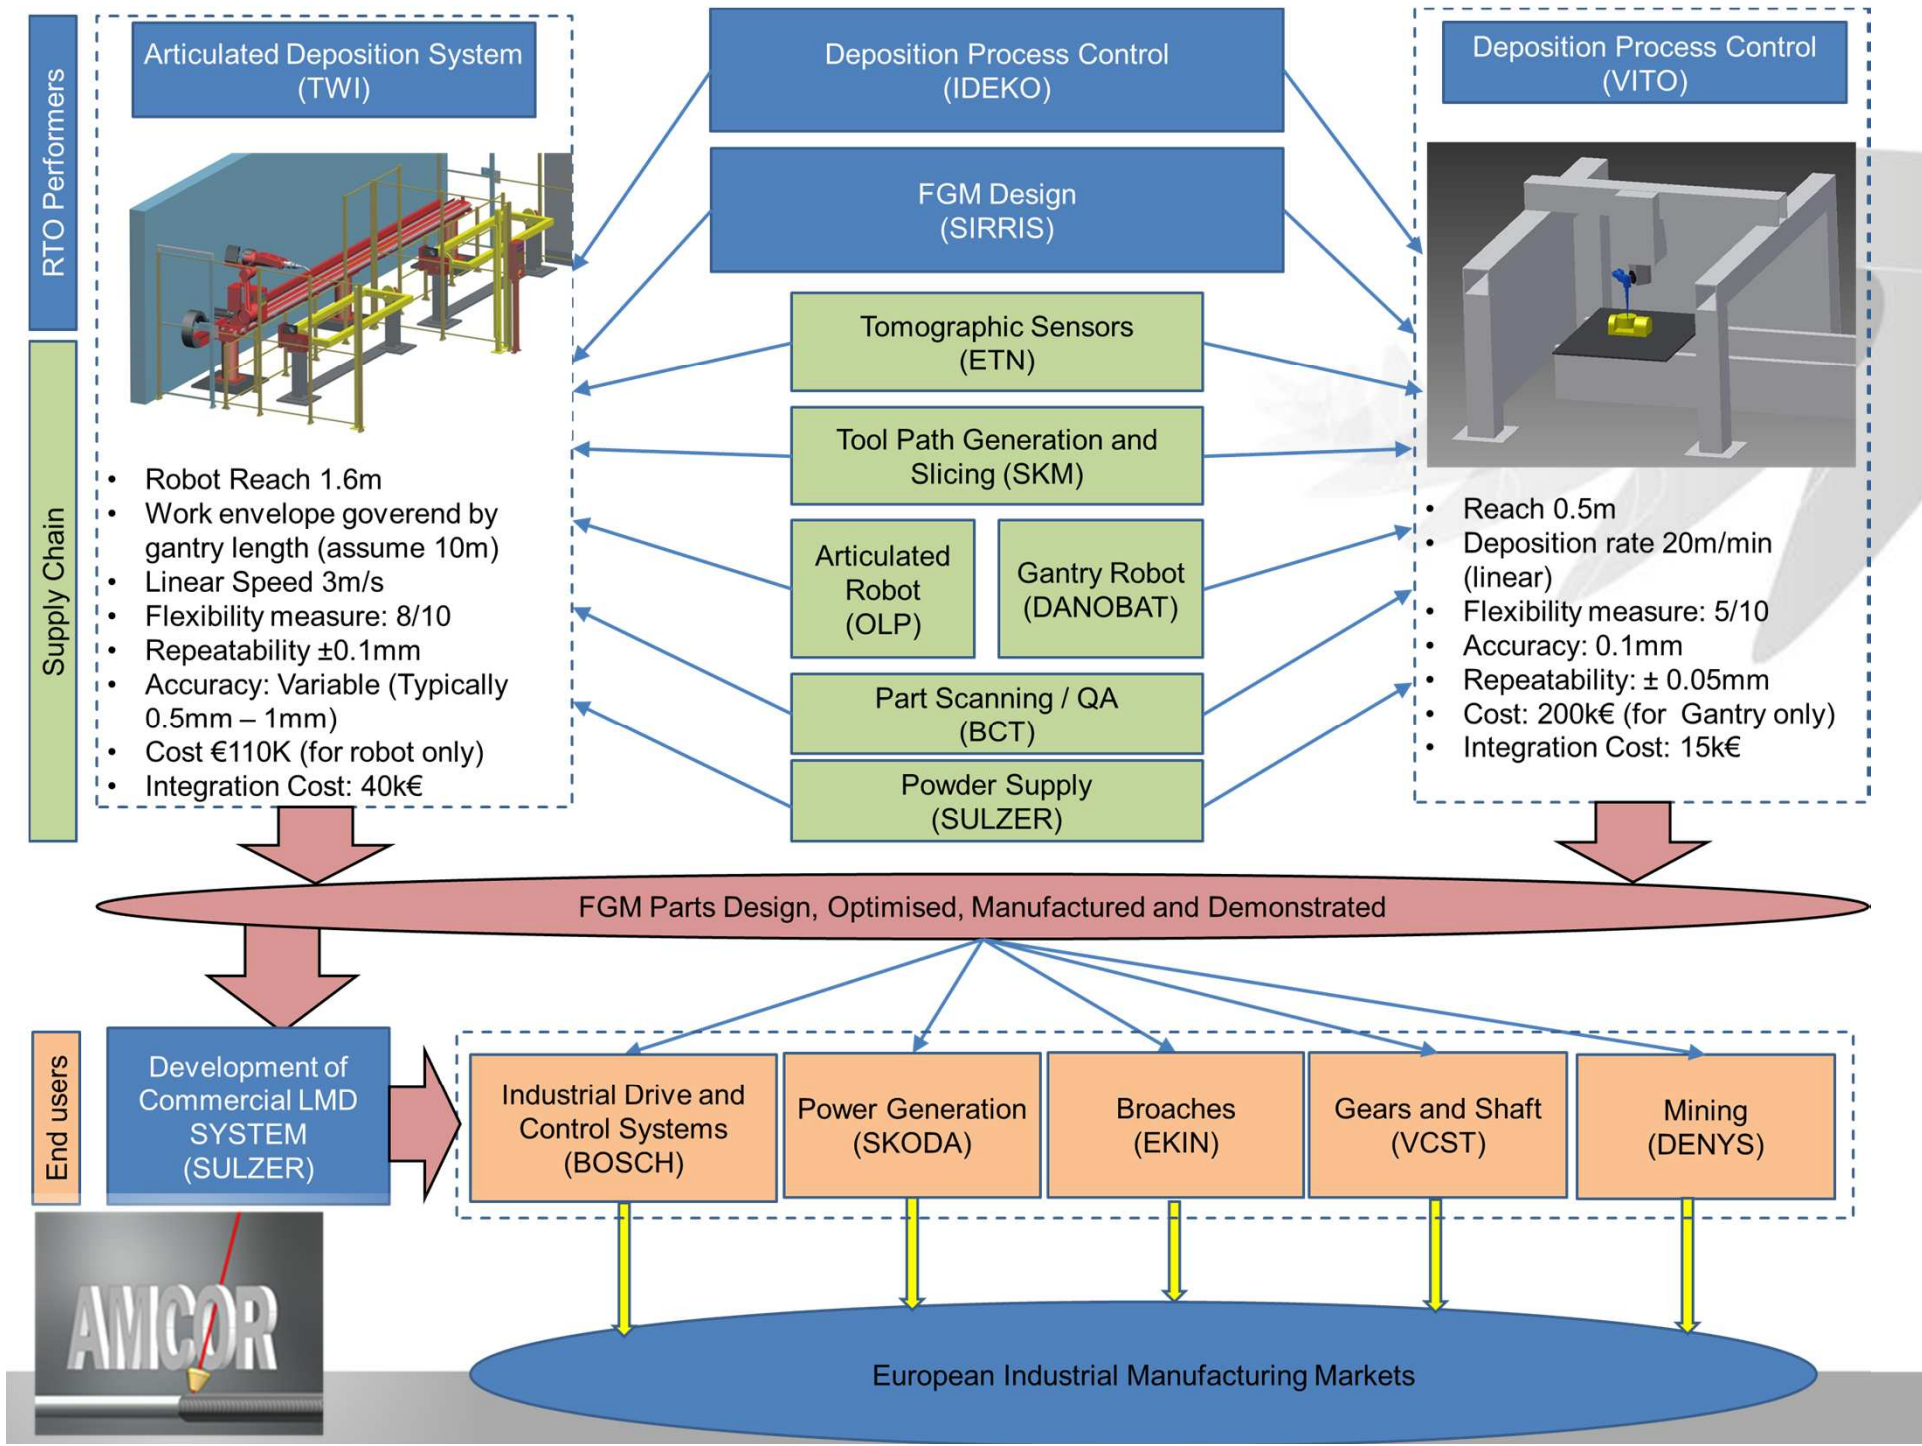 RTO Performers
Articulated Deposition System
(TWI)
Deposition Process Control
(IDEKO)
Deposition Process Control
(VITO)
FGM Design
(SIRRIS)
Supply Chain
Tomographic Sensors
(ETN)
Tool Path Generation and
Slicing (SKM)
Articulated
Robot
(OLP)
Gantry Robot
(DANOBAT)
Part Scanning / QA
(BCT)
Powder Supply
(SULZER)
• Robot Reach 1.6m
• Work envelope goverend by
gantry length (assume 10m)
• Linear Speed 3m/s
• Flexibility measure: 8/10
• Repeatability ±0.1mm
• Accuracy: Variable (Typically
0.5mm – 1mm)
• Cost €110K (for robot only)
• Integration Cost: 40k€
• Reach 0.5m
• Deposition rate 20m/min
(linear)
• Flexibility measure: 5/10
• Accuracy: 0.1mm
• Repeatability: ± 0.05mm
• Cost: 200k€ (for Gantry only)
• Integration Cost: 15k€
FGM Parts Design, Optimised, Manufactured and Demonstrated
End users
Development of
Commercial LMD
SYSTEM
(SULZER)
Industrial Drive and
Control Systems
(BOSCH)
Power Generation
(SKODA)
Broaches
(EKIN)
Gears and Shaft
(VCST)
Mining
(DENYS)
AMCOR
European Industrial Manufacturing Markets